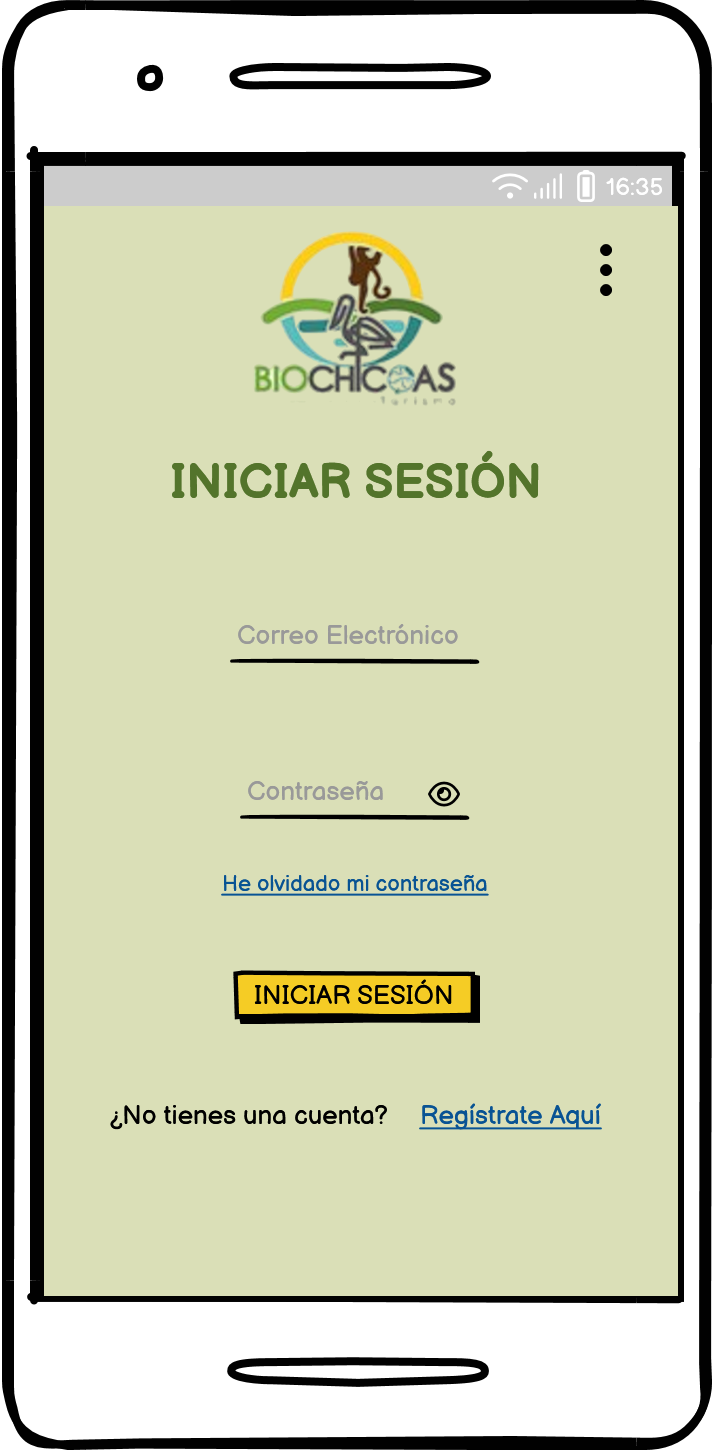 16:35
BIOCHICOAS
Turismo
INICIAR SESIÓN
Correo Electrónico
Contraseña
He olvidado mi contraseña
INICIAR SESIÓN
¿No tienes una cuenta? Regístrate Aquí